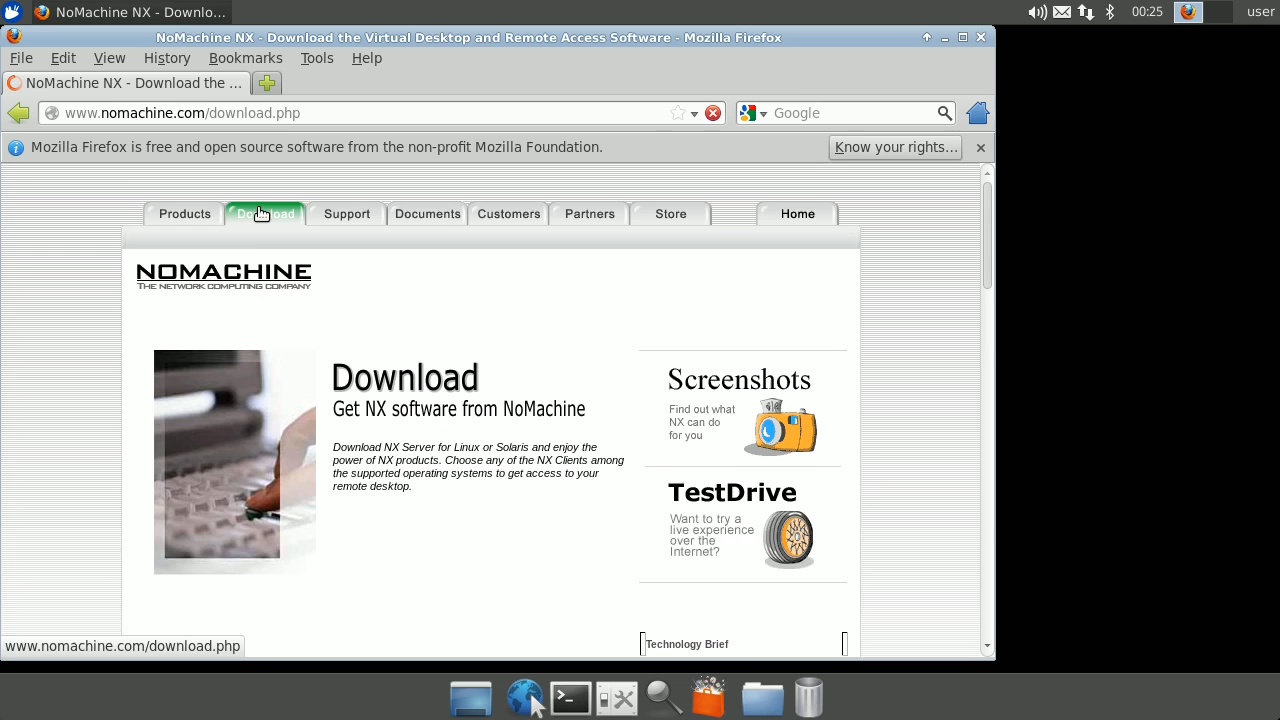 NoMachine NX - Downlo...
00:25
user
NoMachine NX - Download the Virtual Desktop and Remote Access Software - Mozilla Firefox
File Edit View History Bookmarks Tools Help
NoMachine NX - Download the ...
www.nomachine.com/download.php
Google
Mozilla Firefox is free and open source software from the non-profit Mozilla Foundation.
Know your rights...
Products Download Support Documents Customers Partners Store Home
NOMACHINE
THE NETWORK COMPUTING COMPANY
Download
Get NX software from NoMachine
Download NX Server for Linux or Solaris and enjoy the
power of NX products. Choose any of the NX Clients among
the supported operating systems to get access to your
remote desktop.
Screenshots
Find out what
NX can do
for you
TestDrive
Want to try a
live experience
over the
Internet?
Technology Brief
www.nomachine.com/download.php